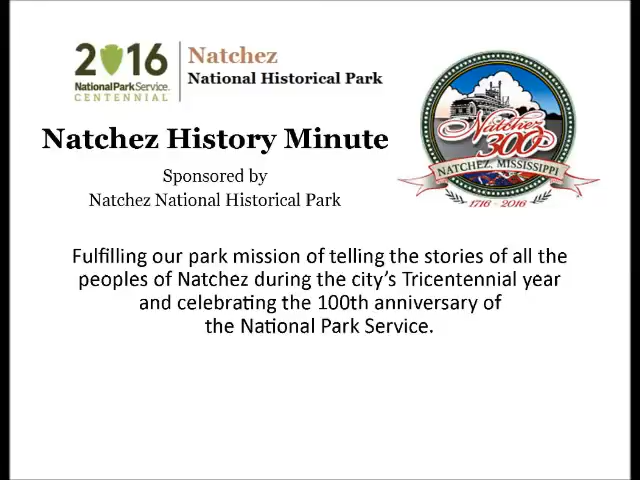 2016
National Park Service®
CENTENNIAL
Natchez
National Historical Park
Natchez
300
NATCHEZ, MISSISSIPPI
1716 - 2016
Natchez History Minute
Sponsored by
Natchez National Historical Park
Fulfilling our park mission of telling the stories of all the
peoples of Natchez during the city’s Tricentennial year
and celebrating the 100th anniversary of
the National Park Service.